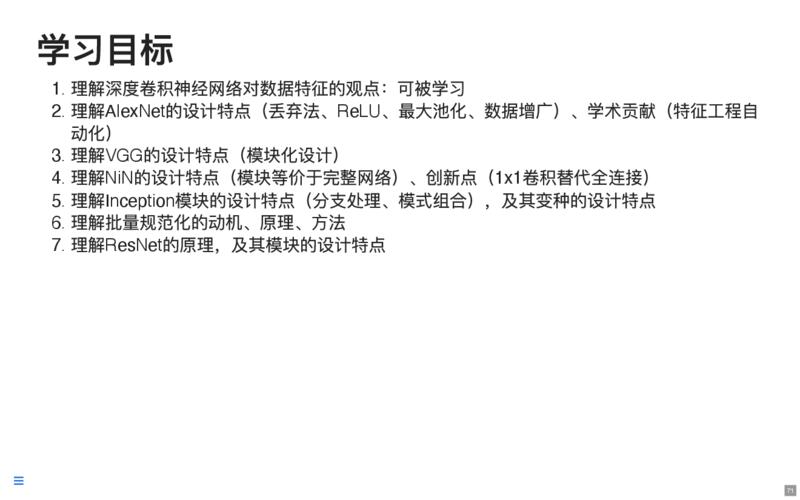 学习目标
1. 理解深度卷积神经网络对数据特征的观点：可被学习
2. 理解AlexNet的设计特点（丢弃法、ReLU、最大池化、数据增广）、学术贡献（特征工程自
动化）
3. 理解VGG的设计特点（模块化设计）
4. 理解NiN的设计特点（模块等价于完整网络）、创新点（1x1卷积替代全连接）
5. 理解Inception模块的设计特点（分支处理、模式组合），及其变种的设计特点
6. 理解批量规范化的动机、原理、方法
7. 理解ResNet的原理，及其模块的设计特点
71